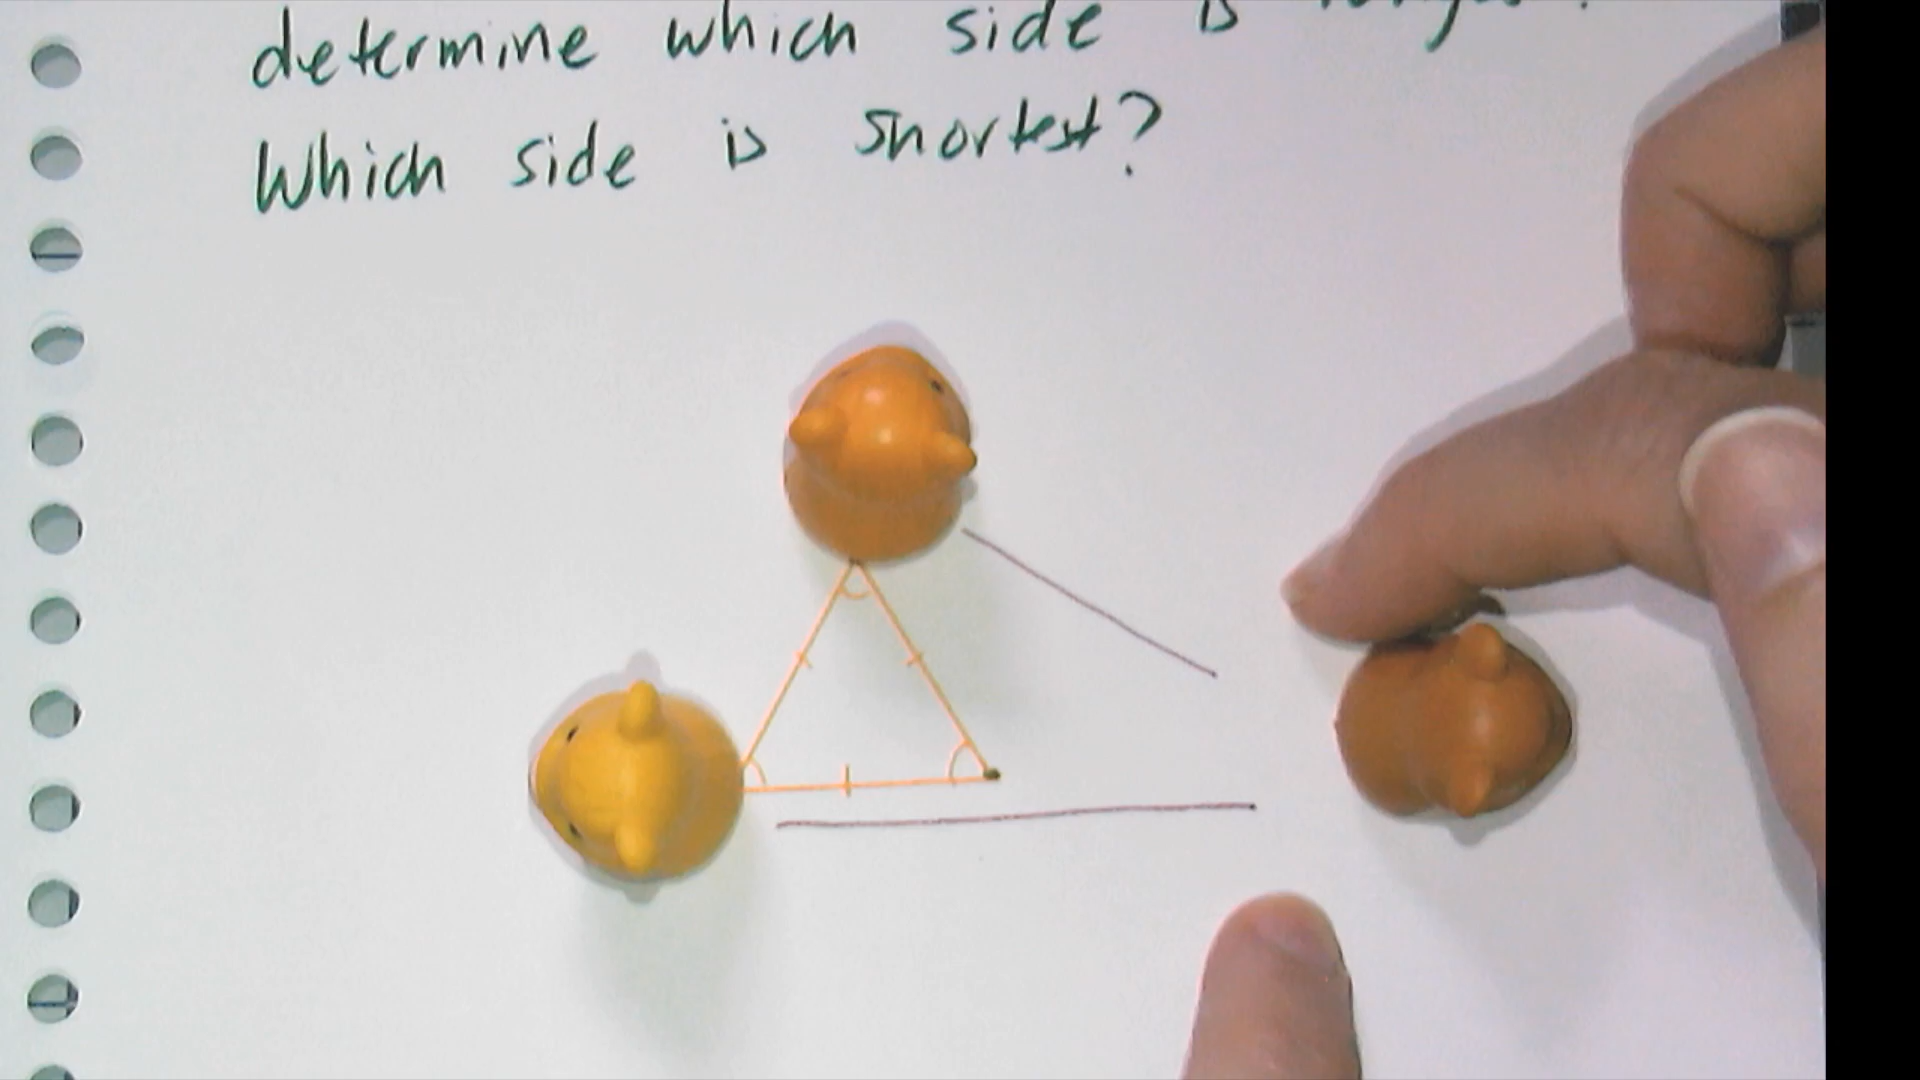 determine which side is
Which side is shortest?